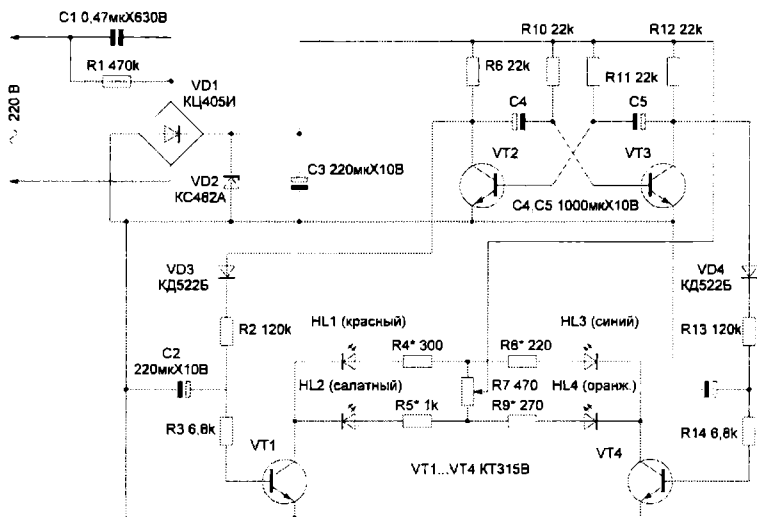 C1 0,47мкХ630В
R10 22k
R12 22k
R1 470k
R6 22k
R11 22k
VD1
КЦ405И
C4
C5
~ 220 В
VT2
VT3
C3 220мкХ10В
VD2
КС482А
C4,C5 1000мкХ10В
VD3
КД522Б
VD4
КД522Б
HL1 (красный)
HL3 (синий)
R2 120k
R4* 300
R8* 220
R13 120k
C2
220мкХ10В
HL2 (салатный)
R7 470
HL4 (оранж.)
R5* 1k
R9* 270
R3 6,8k
R14 6,8k
VT1
VT4
VT1...VT4 КТ315В